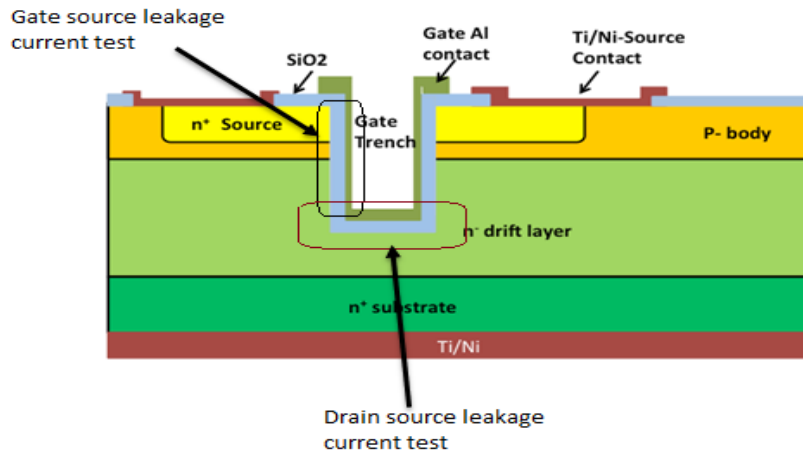 Gate source leakage
current test
SiO2
Gate Al
contact
Ti/Ni-Source
Contact
n+ Source
Gate
Trench
P- body
n- drift layer
n+ substrate
Ti/Ni
Drain source leakage
current test